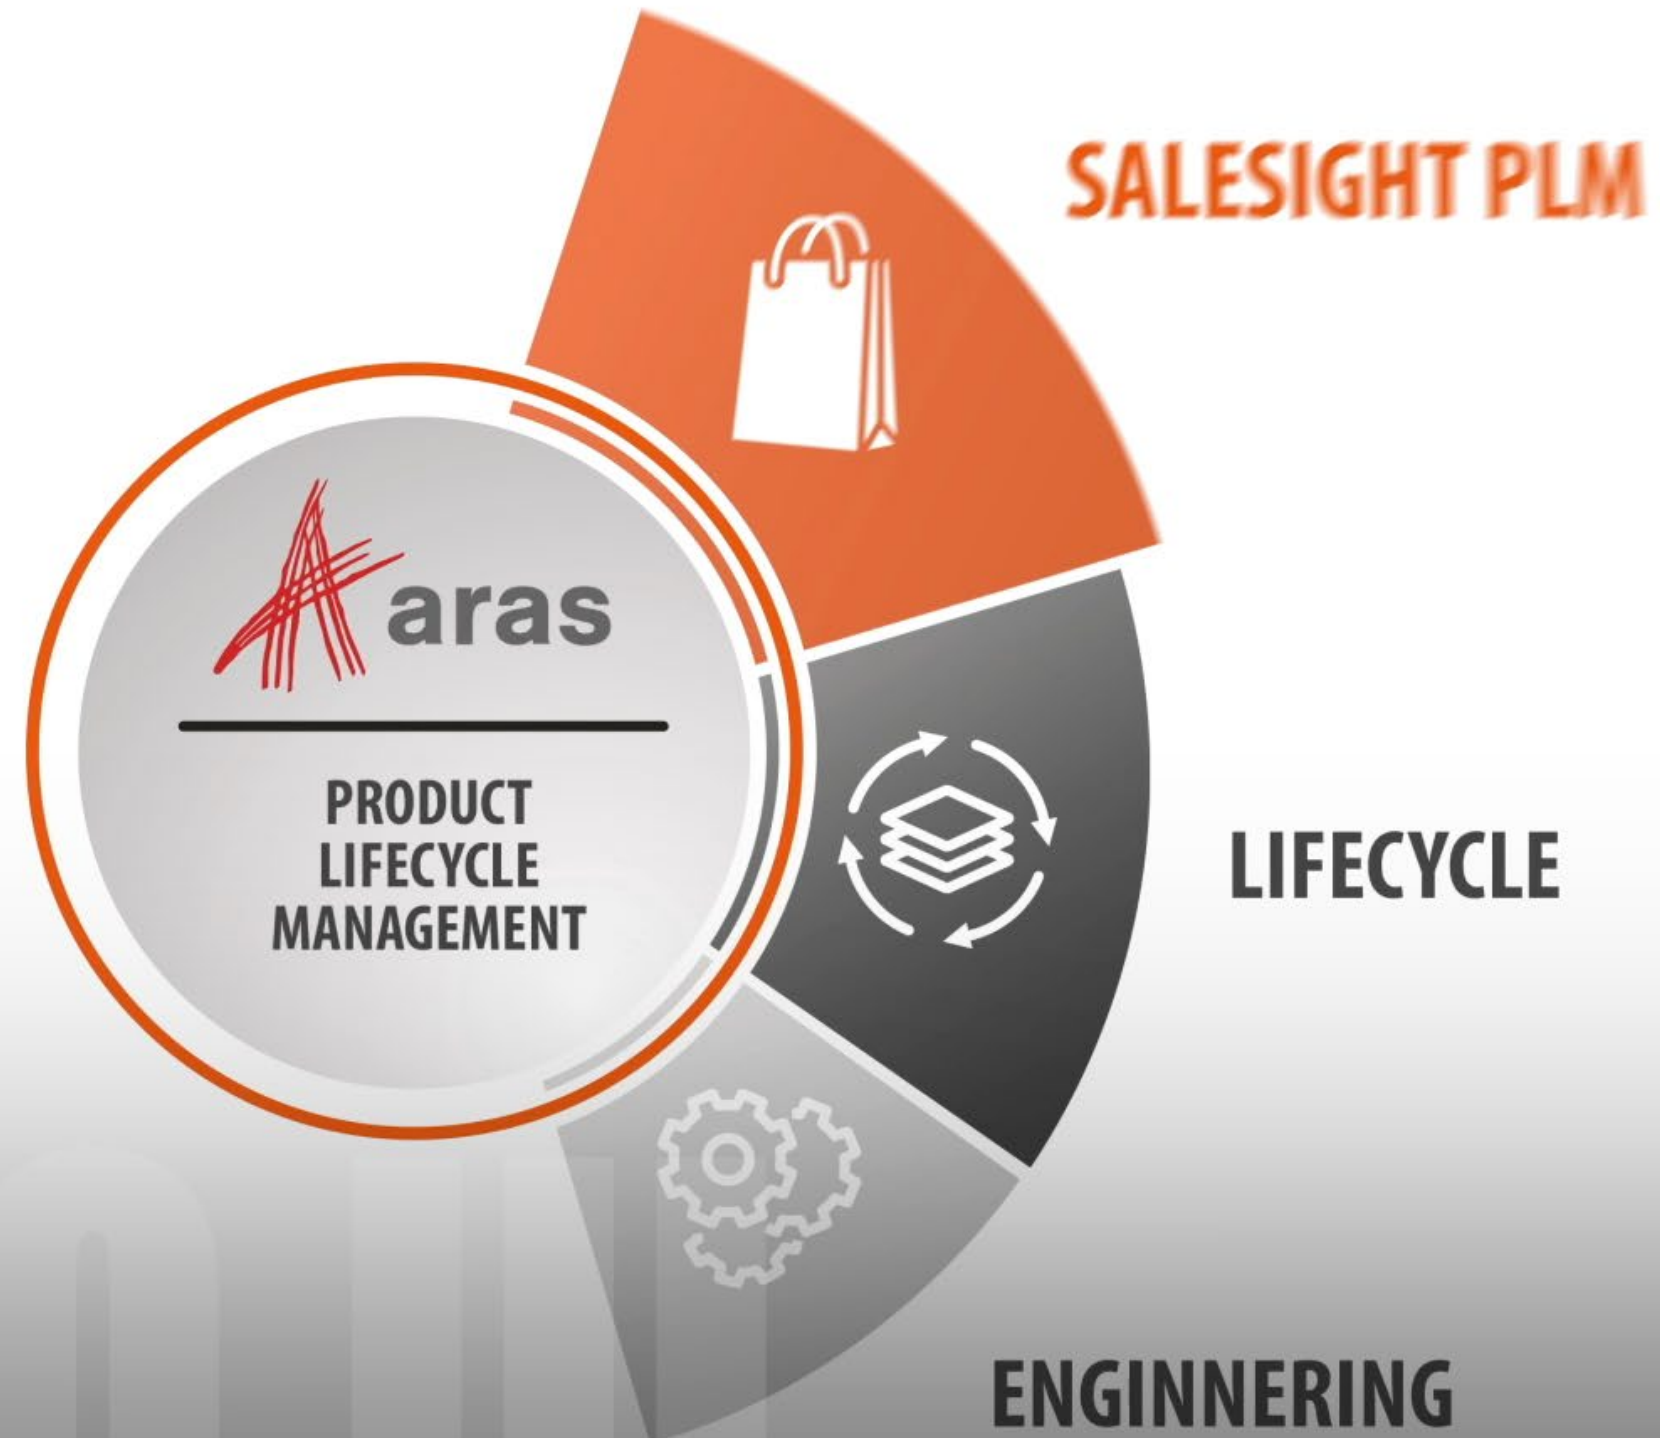 SALESIGHT PLM
aras
PRODUCT
LIFECYCLE
MANAGEMENT
LIFECYCLE
ENGINNERING